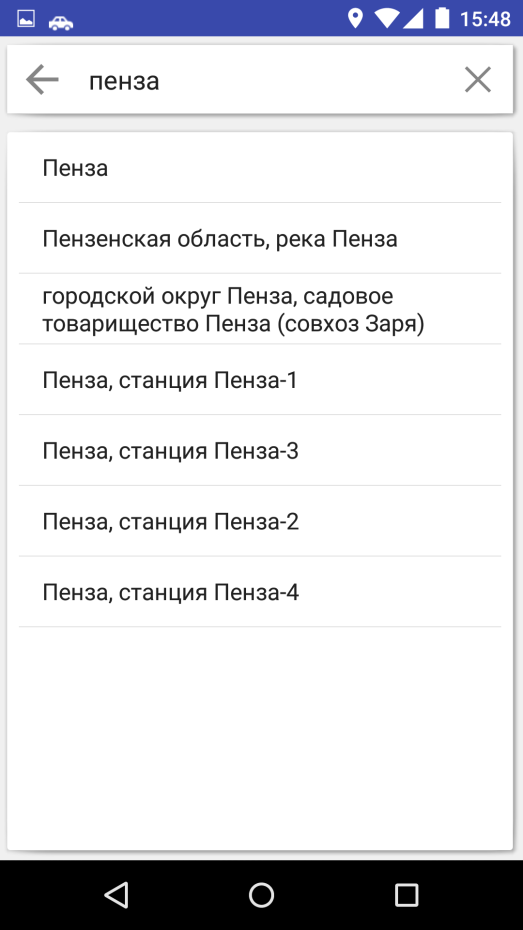 15:48
пенза
Пенза
Пензенская область, река Пенза
городской округ Пенза, садовое
товарищество Пенза (совхоз Заря)
Пенза, станция Пенза-1
Пенза, станция Пенза-3
Пенза, станция Пенза-2
Пенза, станция Пенза-4